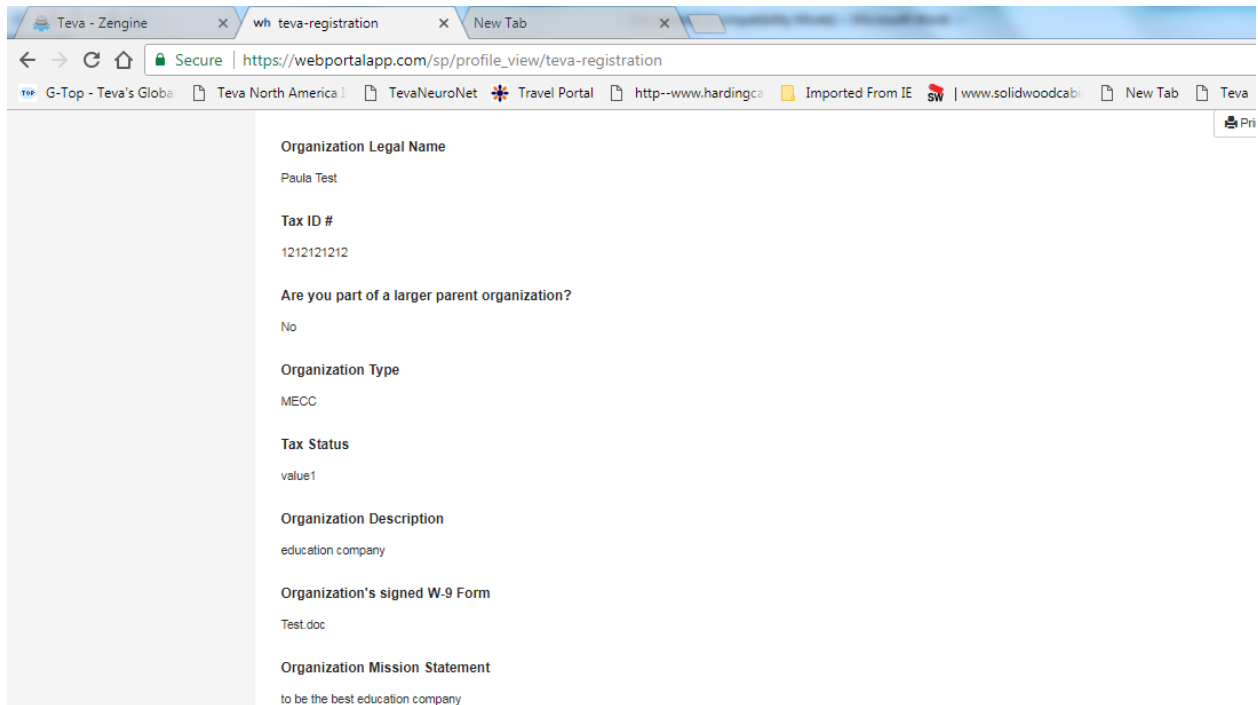 Teva - Zengine
wh teva-registration
New Tab
Secure | https://webportalapp.com/sp/profile_view/teva-registration
TOP G-Top - Teva's Globa
Teva North America I
TevaNeuroNet
Travel Portal
http--www.hardingca
Imported From IE
SW | www.solidwoodcabi
New Tab
Teva
Pri
Organization Legal Name
Paula Test
Tax ID #
1212121212
Are you part of a larger parent organization?
No
Organization Type
MECC
Tax Status
value1
Organization Description
education company
Organization's signed W-9 Form
Test.doc
Organization Mission Statement
to be the best education company